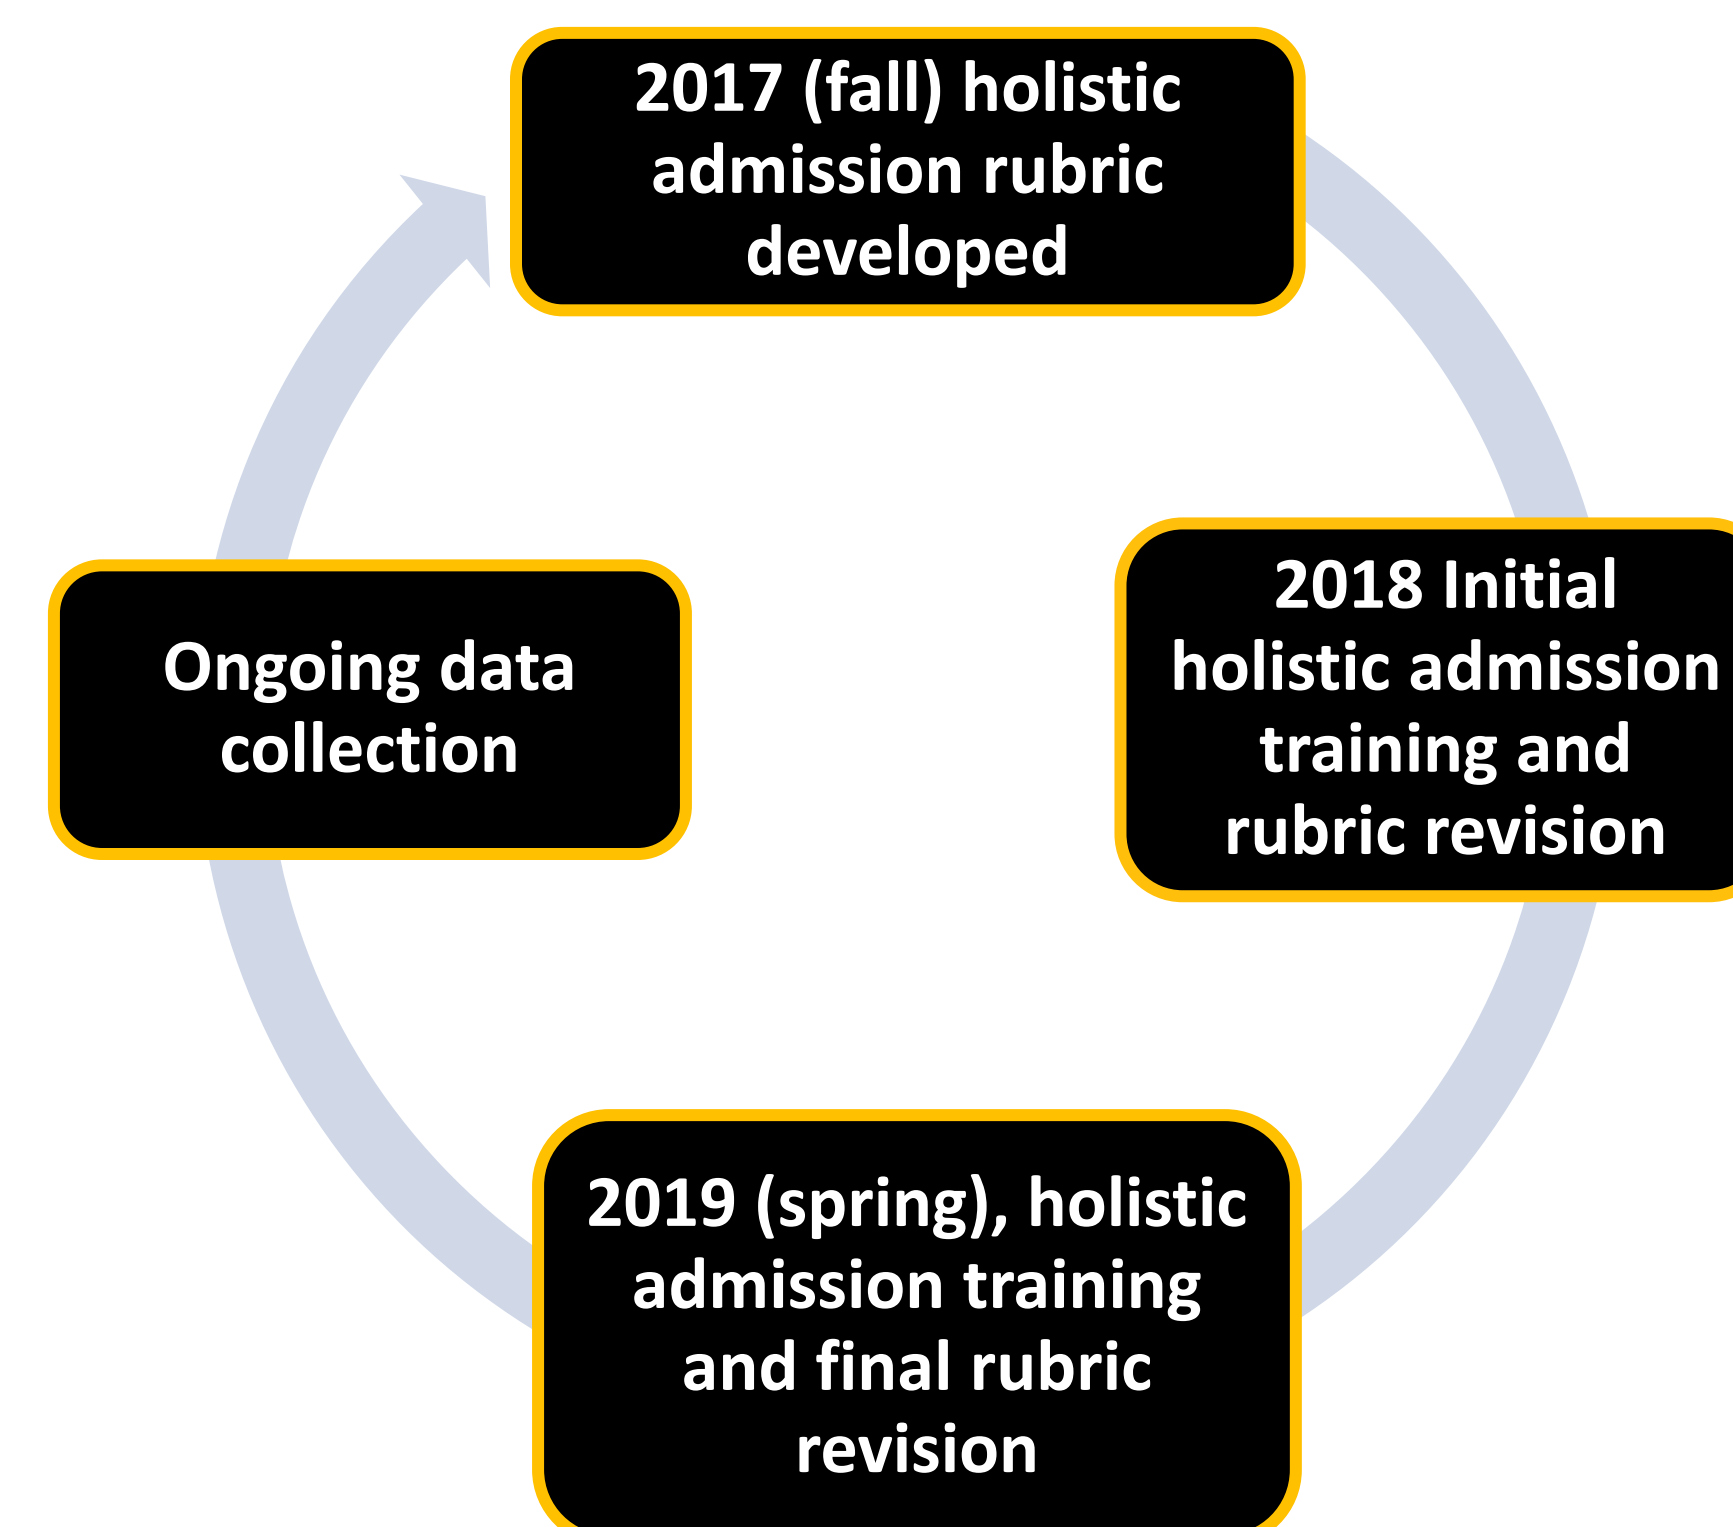 2017 (fall) holistic
admission rubric
developed
2018 Initial
holistic admission
training and
rubric revision
2019 (spring), holistic
admission training
and final rubric
revision
Ongoing data
collection